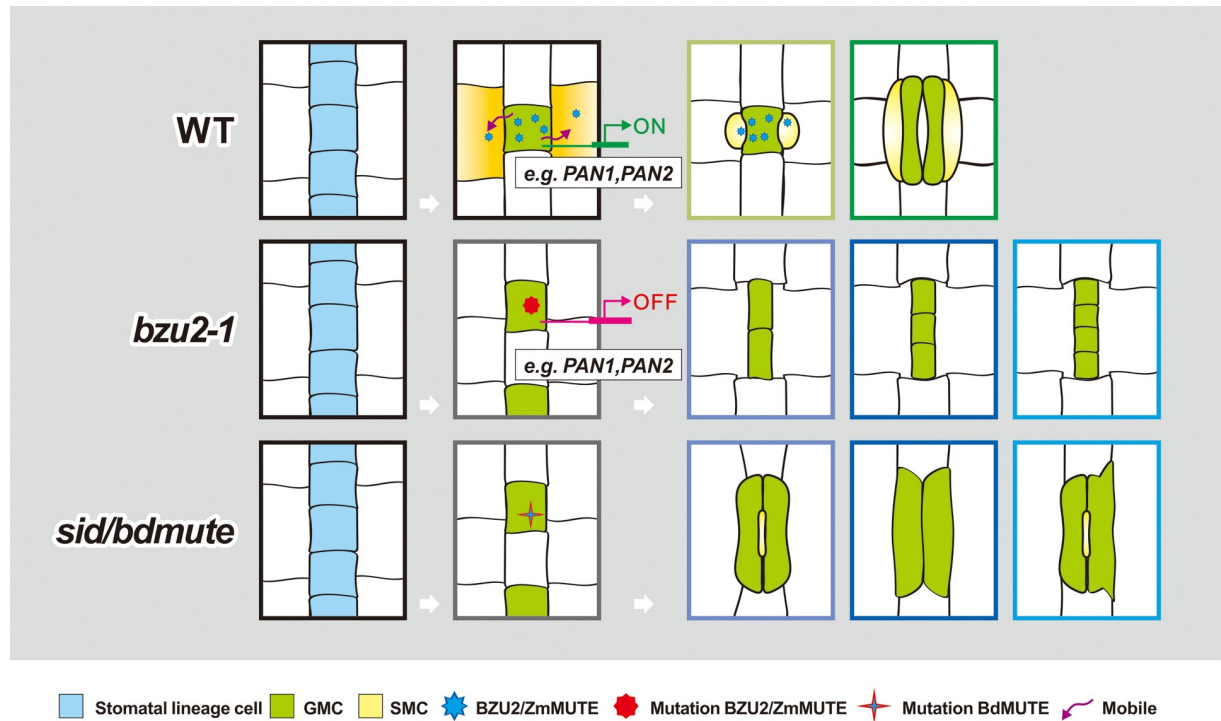 WT
ON
e.g. PAN1,PAN2
bzu2-1
OFF
e.g. PAN1,PAN2
sid/bdmute
Stomatal lineage cell GMC SMC BZU2/ZmMUTE Mutation BZU2/ZmMUTE Mutation BdMUTE Mobile